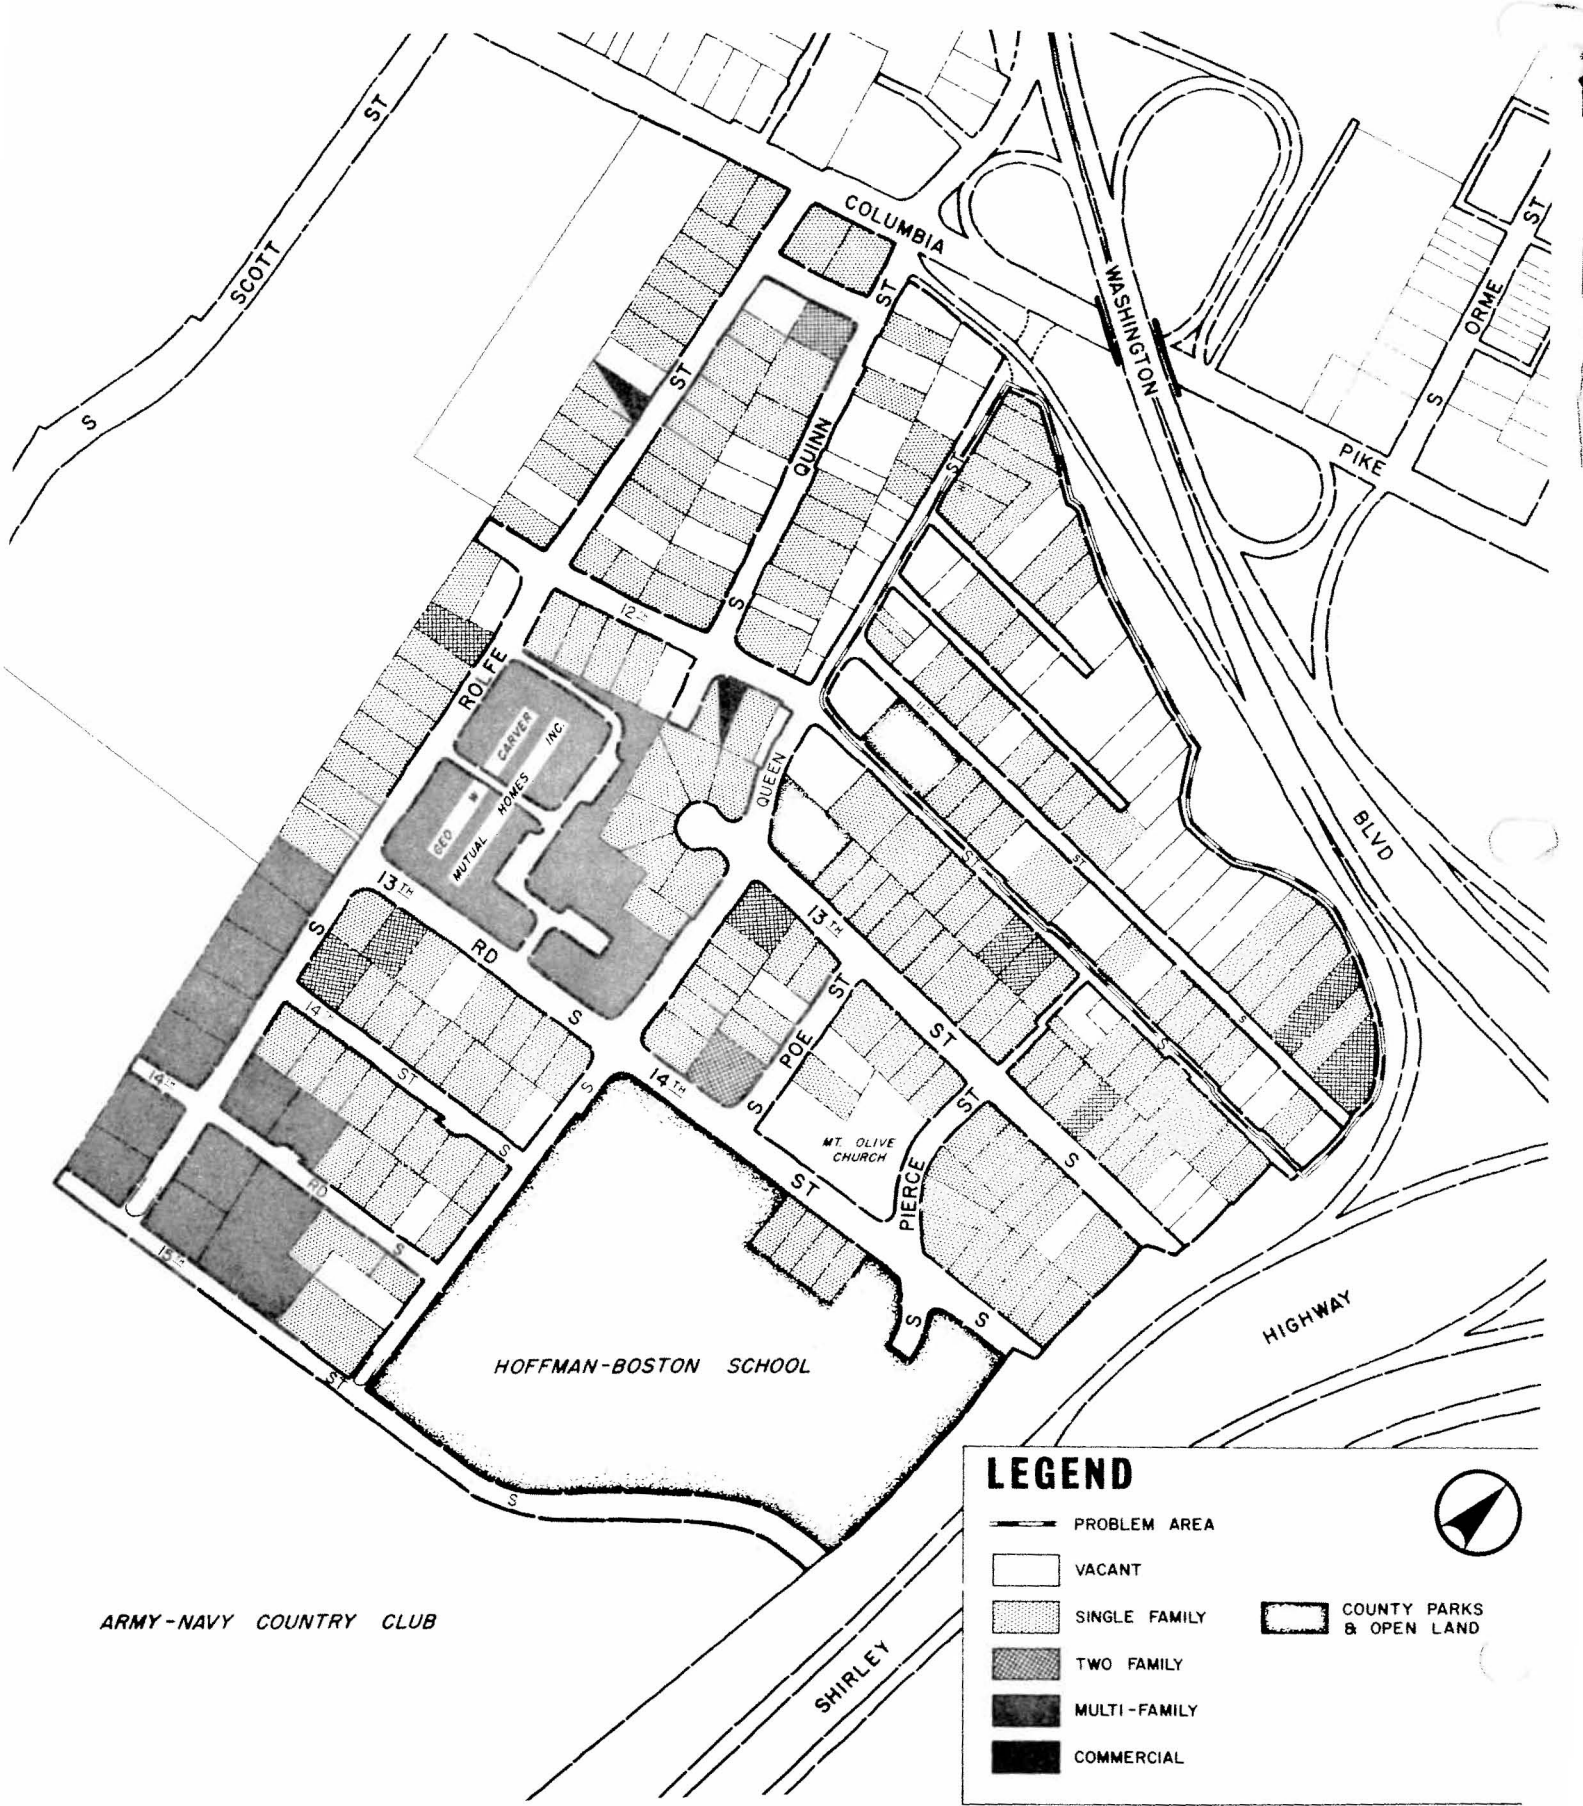 SCOTT ST
S
COLUMBIA
PIKE
WASHINGTON
BLVD
ORME ST
S
ST
ST
QUINN
S
ST
12TH
ROLFE
S
GEO W CARVER
MUTUAL HOMES INC.
QUEEN
ST
ST
S
S
13TH
RD
S
13TH
ST
S
14TH
ST
S
POE ST
S
14TH
ST
S
14TH
RD
S
15TH
ST
S
S
S
MT. OLIVE
CHURCH
PIERCE
ST
HOFFMAN-BOSTON SCHOOL
HIGHWAY
SHIRLEY
ARMY-NAVY COUNTRY CLUB
LEGEND
PROBLEM AREA
VACANT
SINGLE FAMILY
TWO FAMILY
MULTI-FAMILY
COMMERCIAL
COUNTY PARKS
& OPEN LAND